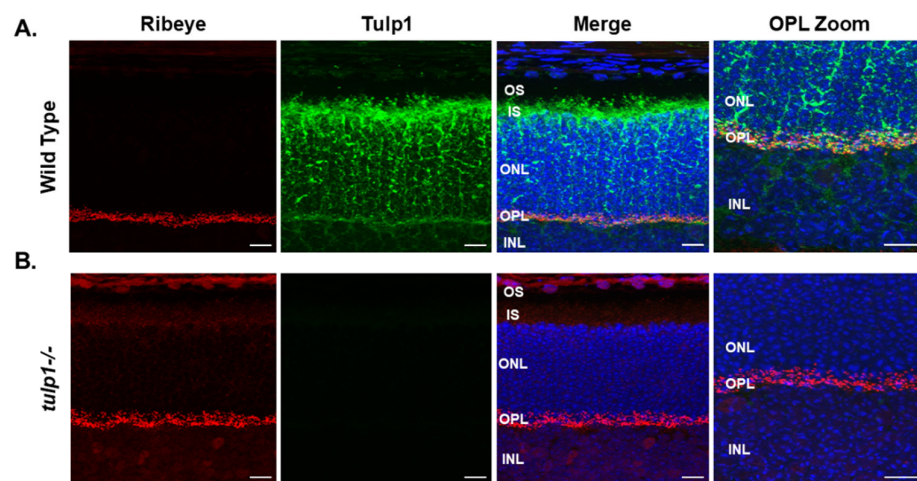 Ribeye Tulp1 Merge OPL Zoom
A.
Wild Type
OS
IS
ONL
OPL
INL
ONL
OPL
INL
B.
tulp1-/-
OS
IS
ONL
OPL
INL
ONL
OPL
INL